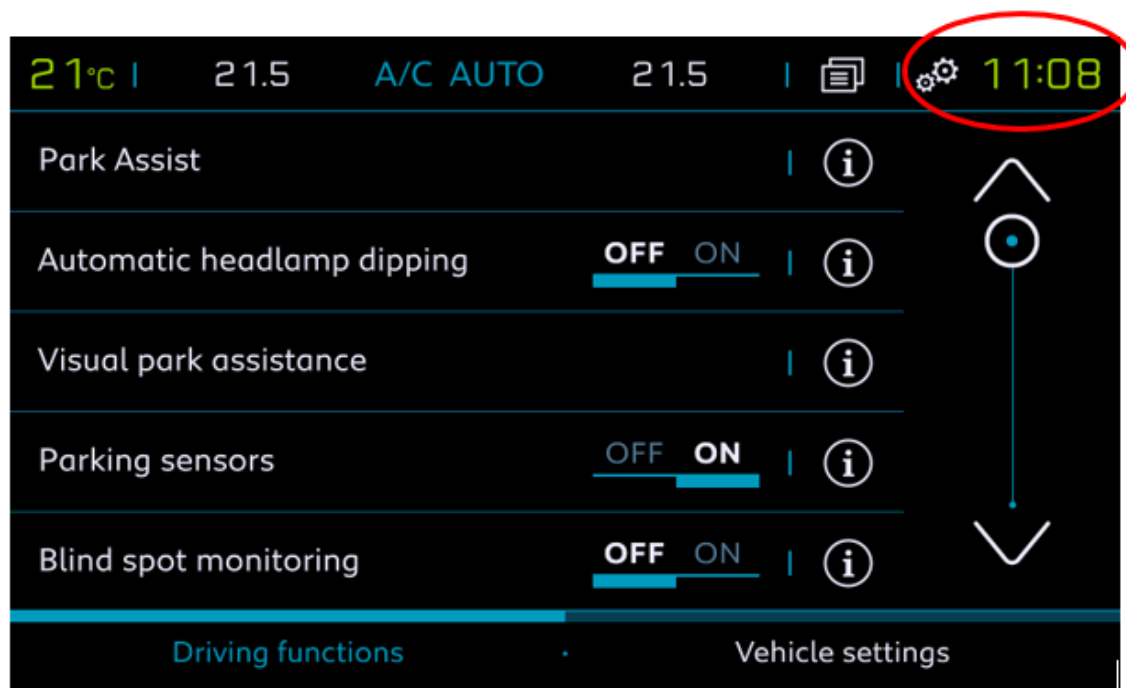 21°C 21.5 A/C AUTO 21.5 11:08
Park Assist
Automatic headlamp dipping OFF ON
Visual park assistance
Parking sensors OFF ON
Blind spot monitoring OFF ON
Driving functions Vehicle settings